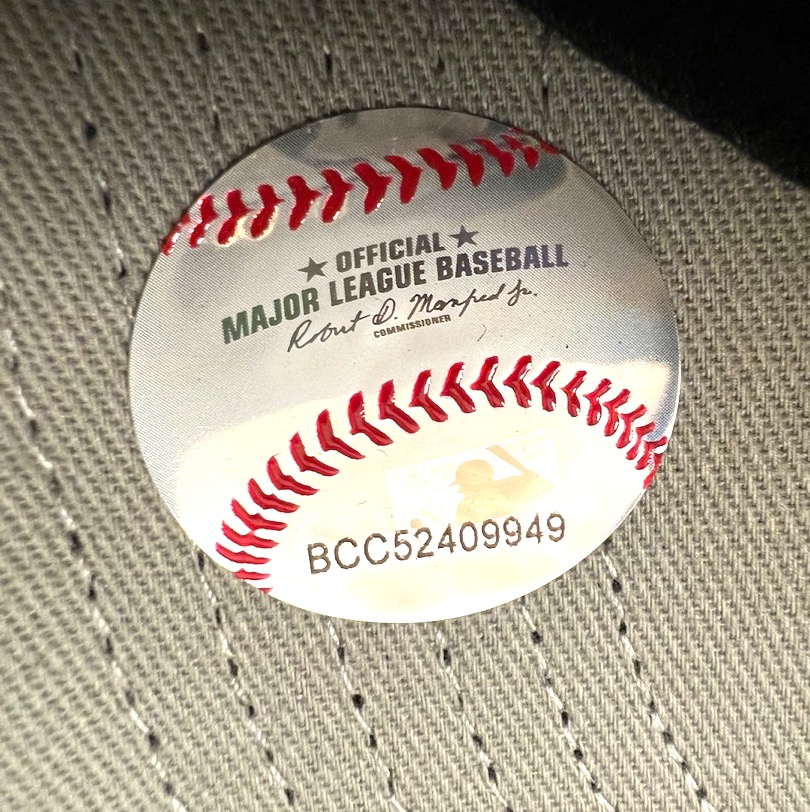 ★ OFFICIAL ★
MAJOR LEAGUE BASEBALL
Robert D. Manfred Jr.
COMMISSIONER
BCC52409949